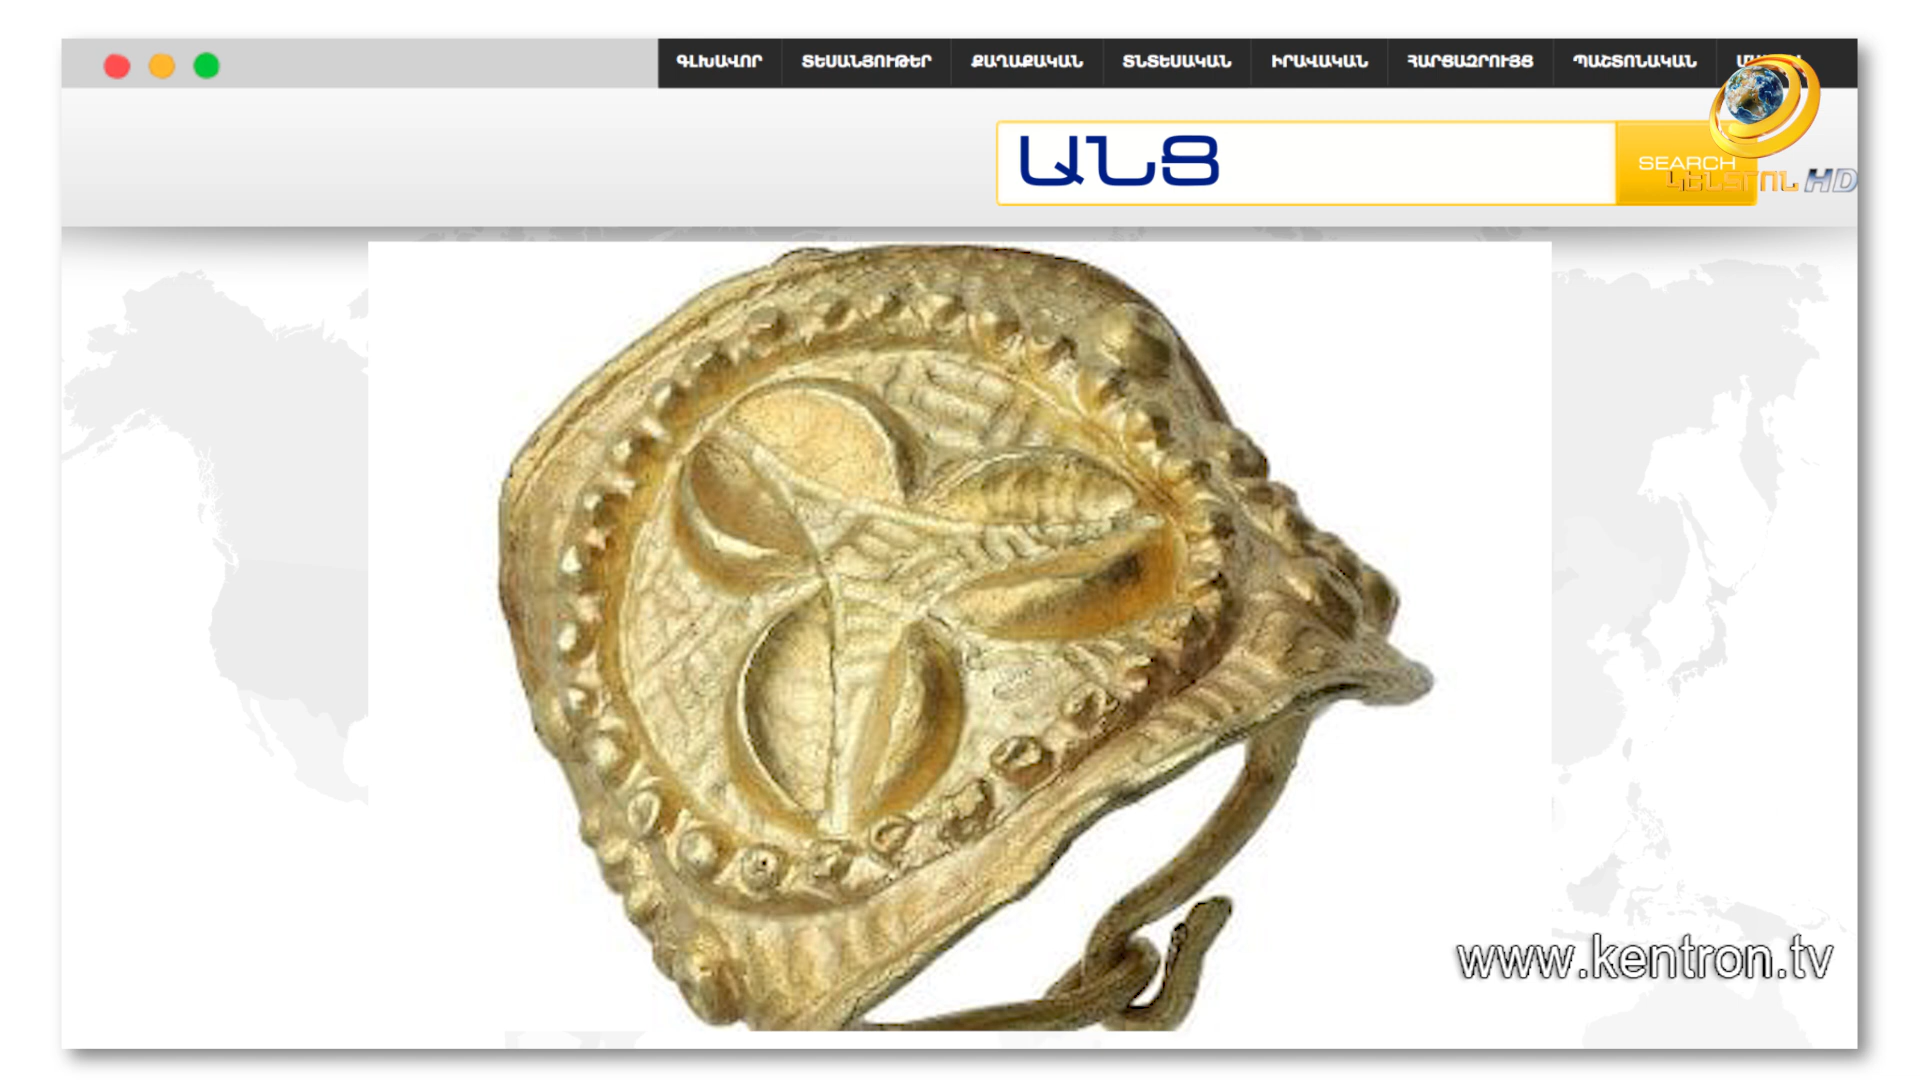 ԳԼԽԱՎՈՐ ՏԵՍԱՆՅՈՒԹԵՐ ՔԱՂԱՔԱԿԱՆ ՏՆՏԵՍԱԿԱՆ ԻՐԱՎԱԿԱՆ ՀԱՐՑԱԶՐՈՒՅՑ ՊԱՇՏՈՆԱԿԱՆ
ԱՆՑ
SEARCH
ԿԵՆՏՐՈՆ HD
www.kentron.tv